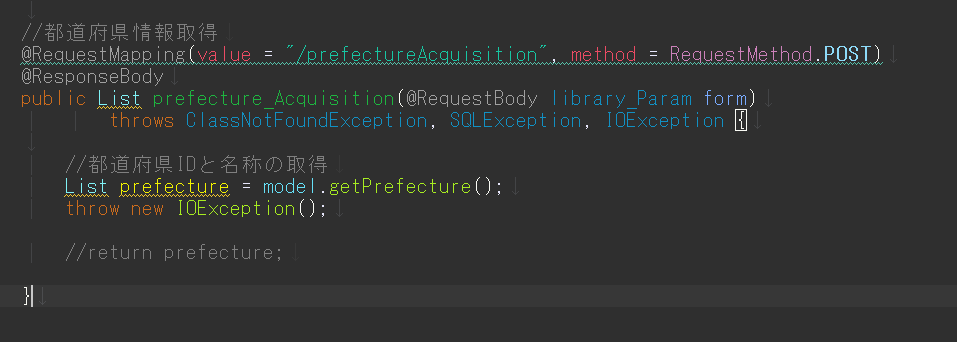 //都道府県情報取得
@RequestMapping(value = "/prefectureAcquisition", method = RequestMethod.POST)
@ResponseBody
public List prefecture_Acquisition(@RequestBody library_Param form)
throws ClassNotFoundException, SQLException, IOException {
//都道府県IDと名称の取得
List prefecture = model.getPrefecture();
throw new IOException();
//return prefecture;
}